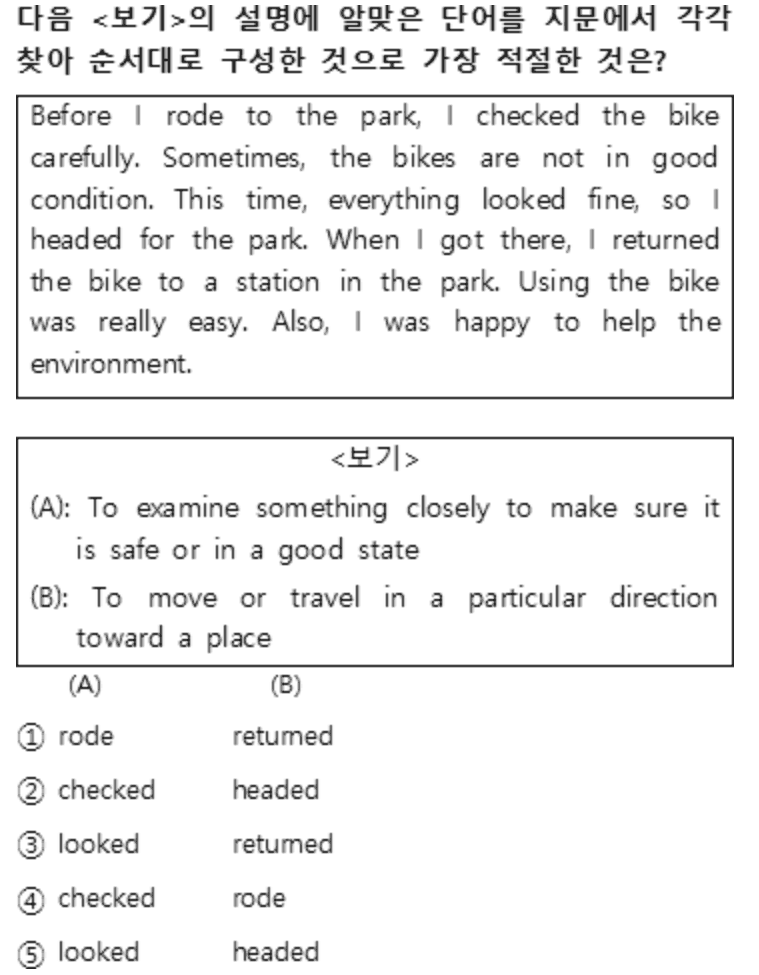 다음 <보기>의 설명에 알맞은 단어를 지문에서 각각
찾아 순서대로 구성한 것으로 가장 적절한 것은?
Before I rode to the park, I checked the bike
carefully. Sometimes, the bikes are not in good
condition. This time, everything looked fine, so I
headed for the park. When I got there, I returned
the bike to a station in the park. Using the bike
was really easy. Also, I was happy to help the
environment.
<보기>
(A): To examine something closely to make sure it
is safe or in a good state
(B): To move or travel in a particular direction
toward a place
(A) (B)
① rode returned
② checked headed
③ looked returned
④ checked rode
⑤ looked headed